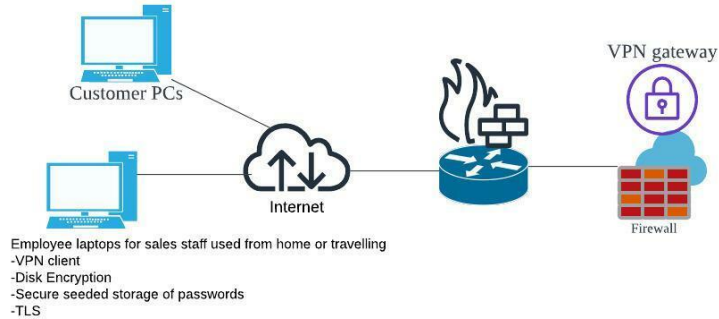 VPN gateway
Customer PCs
Internet
Firewall
Employee laptops for sales staff used from home or travelling
-VPN client
-Disk Encryption
-Secure seeded storage of passwords
-TLS